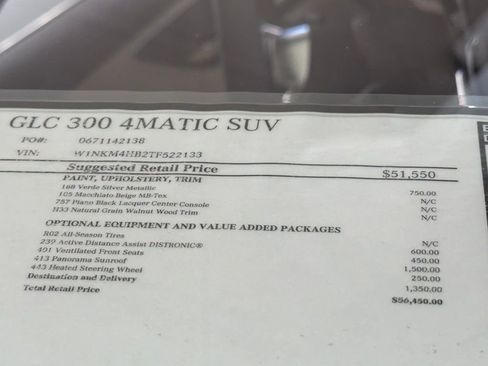 GLC 300 4MATIC SUV
PO#: 0671142138
VIN: W1NKM4HB2TF522133
Suggested Retail Price $51,550
PAINT, UPHOLSTERY, TRIM
168 Verde Silver Metallic 750.00
105 Macchiato Beige MB-Tex N/C
757 Piano Black Lacquer Center Console N/C
H33 Natural Grain Walnut Wood Trim N/C
OPTIONAL EQUIPMENT AND VALUE ADDED PACKAGES
R02 All-Season Tires N/C
239 Active Distance Assist DISTRONIC® 600.00
401 Ventilated Front Seats 450.00
413 Panorama Sunroof 1,500.00
443 Heated Steering Wheel 250.00
Destination and Delivery 1,350.00
Total Retail Price $56,450.00